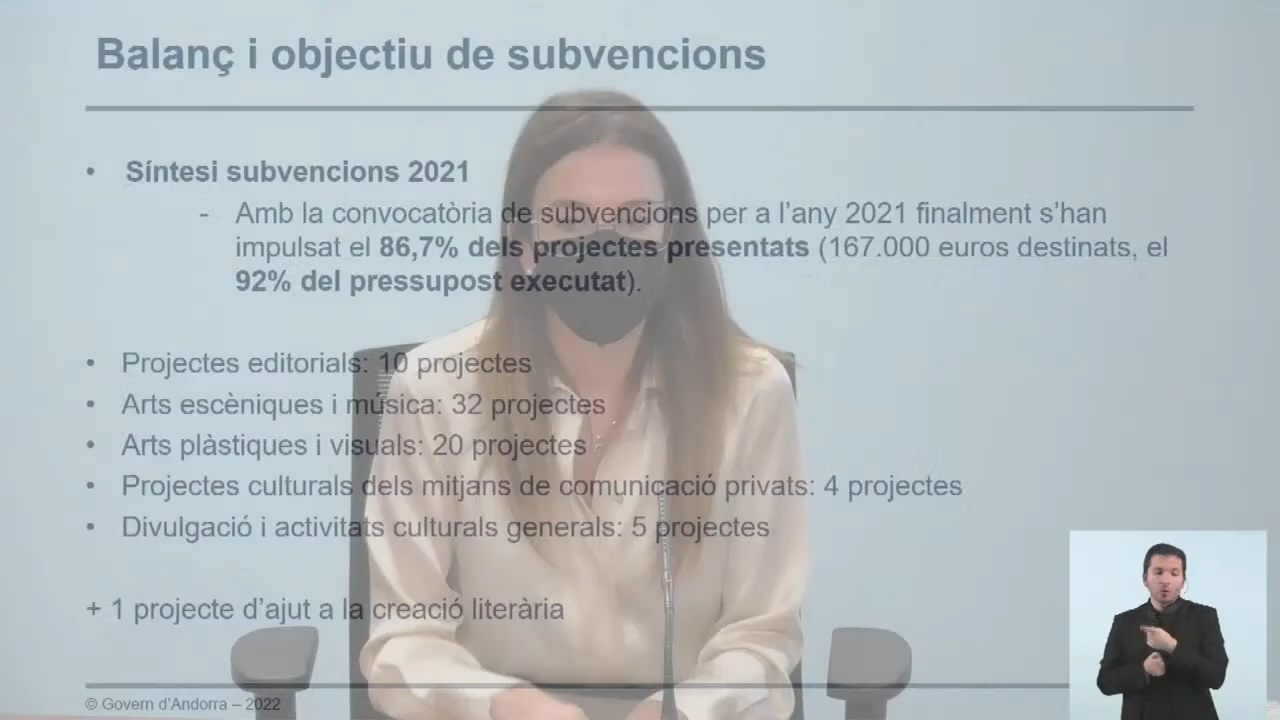 Balanç i objectiu de subvencions
• Síntesi subvencions 2021
- Amb la convocatòria de subvencions per a l'any 2021 finalment s'han
impulsat el 86,7% dels projectes presentats (167.000 euros destinats, el
92% del pressupost executat).
• Projectes editorials: 10 projectes
• Arts escèniques i música: 32 projectes
• Arts plàstiques i visuals: 20 projectes
• Projectes culturals dels mitjans de comunicació privats: 4 projectes
• Divulgació i activitats culturals generals: 5 projectes
+ 1 projecte d'ajut a la creació literària
© Govern d'Andorra – 2022